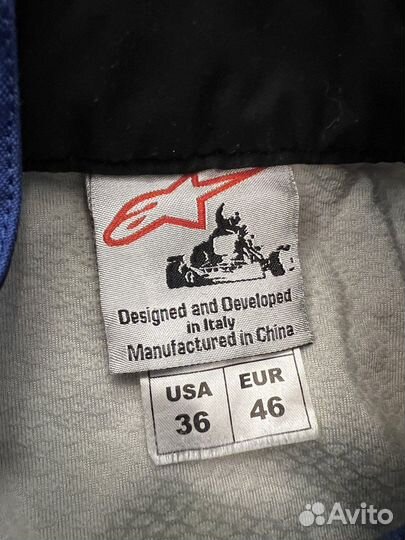 Designed and Developed
in Italy
Manufactured in China
USA EUR
36 46
Avito